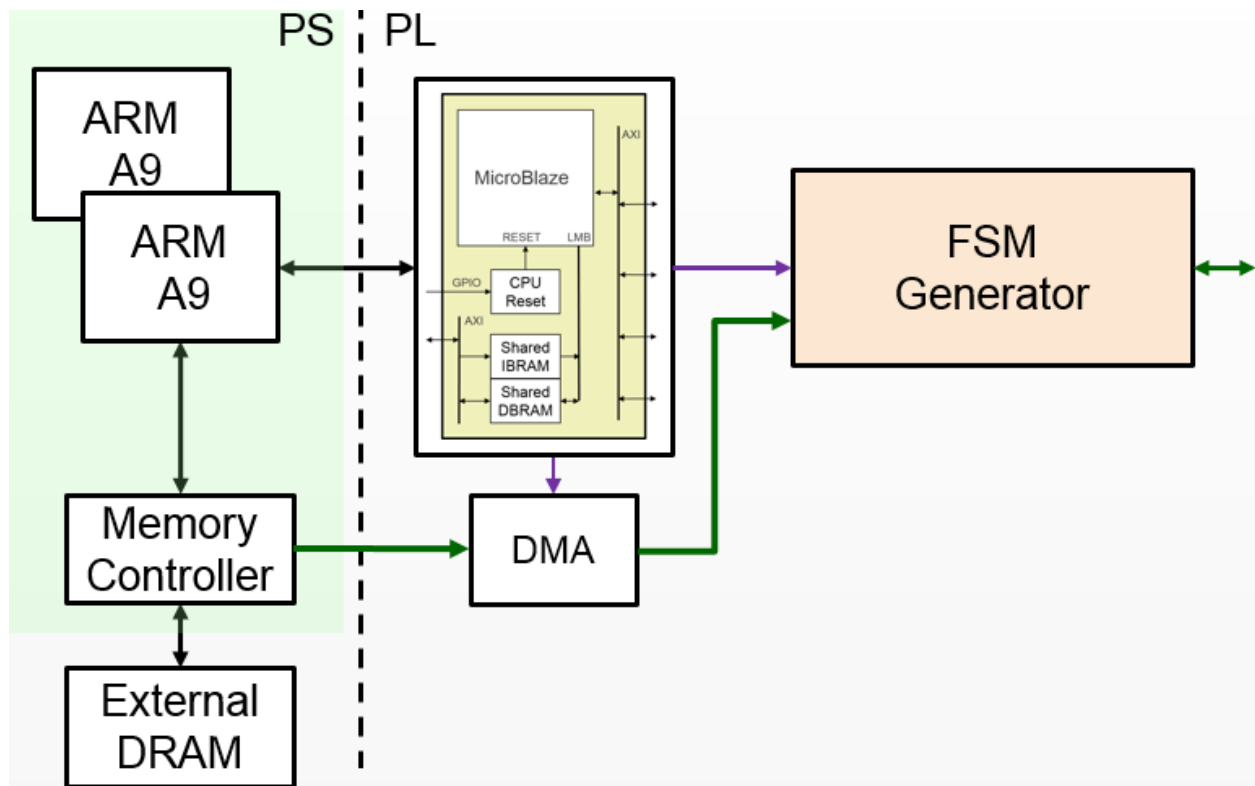 PS
PL
ARM
A9
ARM
A9
MicroBlaze
AXI
RESET
LMB
GPIO
CPU
Reset
AXI
Shared
IBRAM
Shared
DBRAM
FSM
Generator
Memory
Controller
DMA
External
DRAM